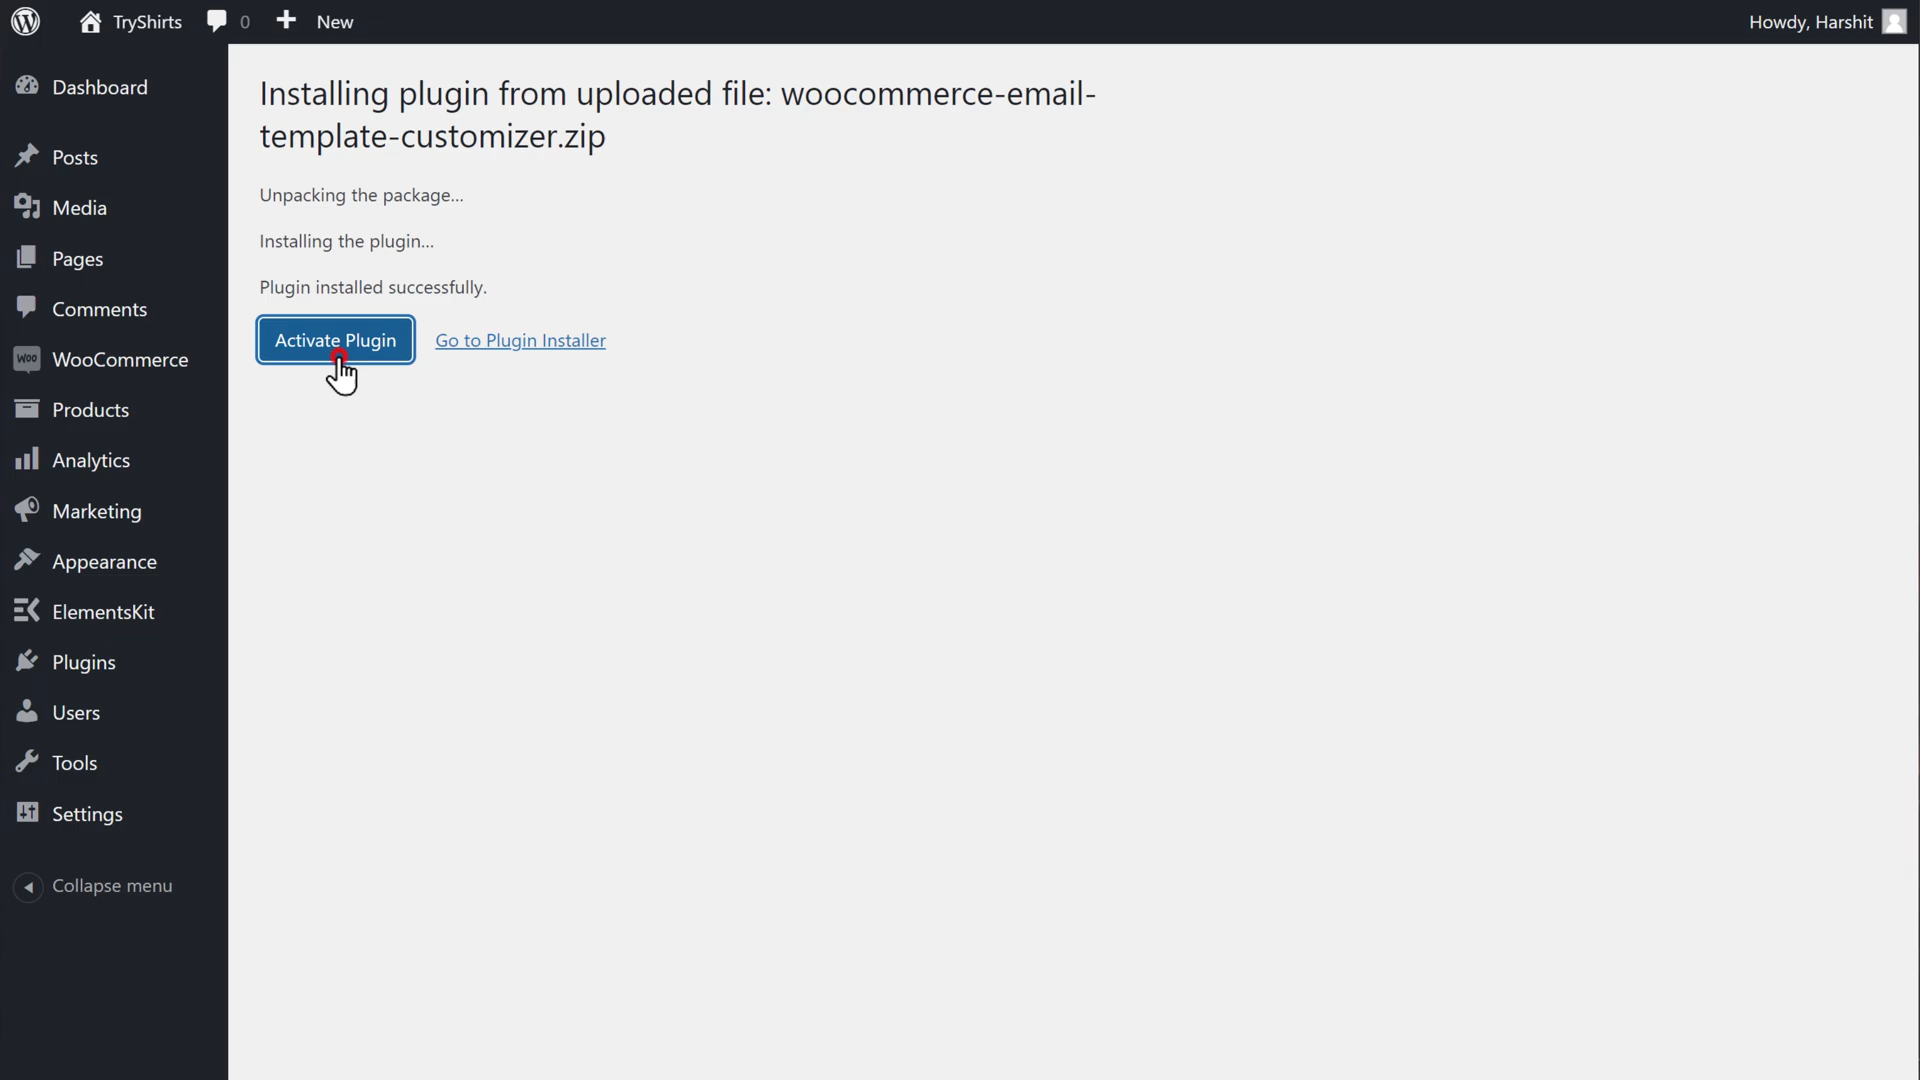 TryShirts
0
New
Howdy, Harshit
Dashboard
Posts
Media
Pages
Comments
Woo
WooCommerce
Products
Analytics
Marketing
Appearance
ElementsKit
Plugins
Users
Tools
Settings
Collapse menu
Installing plugin from uploaded file: woocommerce-email-
template-customizer.zip
Unpacking the package…
Installing the plugin…
Plugin installed successfully.
Activate Plugin
Go to Plugin Installer